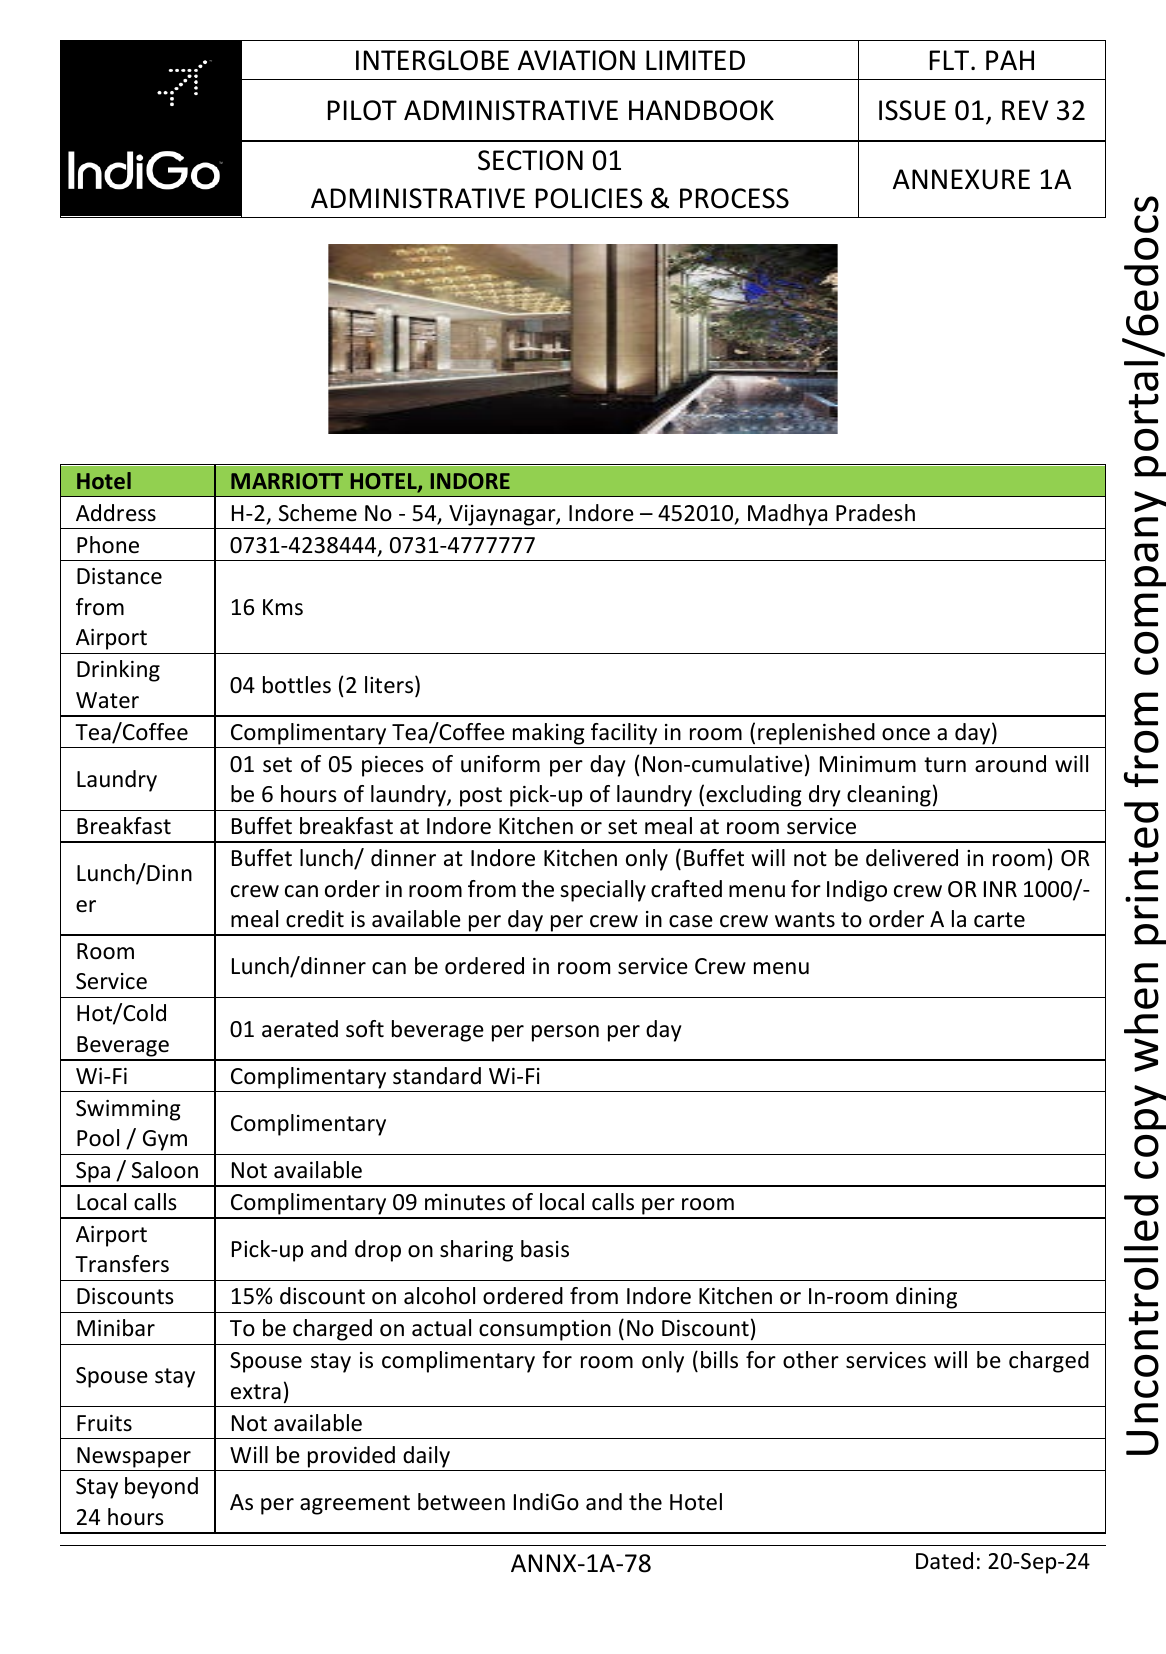 IndiGo
INTERGLOBE AVIATION LIMITED
FLT. PAH
PILOT ADMINISTRATIVE HANDBOOK
ISSUE 01, REV 32
SECTION 01
ADMINISTRATIVE POLICIES & PROCESS
ANNEXURE 1A
Hotel
MARRIOTT HOTEL, INDORE
Address
H-2, Scheme No - 54, Vijaynagar, Indore – 452010, Madhya Pradesh
Phone
0731-4238444, 0731-4777777
Distance
from
Airport
16 Kms
Drinking
Water
04 bottles (2 liters)
Tea/Coffee
Complimentary Tea/Coffee making facility in room (replenished once a day)
Laundry
01 set of 05 pieces of uniform per day (Non-cumulative) Minimum turn around will
be 6 hours of laundry, post pick-up of laundry (excluding dry cleaning)
Breakfast
Buffet breakfast at Indore Kitchen or set meal at room service
Lunch/Dinn
er
Buffet lunch/ dinner at Indore Kitchen only (Buffet will not be delivered in room) OR
crew can order in room from the specially crafted menu for Indigo crew OR INR 1000/-
meal credit is available per day per crew in case crew wants to order A la carte
Room
Service
Lunch/dinner can be ordered in room service Crew menu
Hot/Cold
Beverage
01 aerated soft beverage per person per day
Wi-Fi
Complimentary standard Wi-Fi
Swimming
Pool / Gym
Complimentary
Spa / Saloon
Not available
Local calls
Complimentary 09 minutes of local calls per room
Airport
Transfers
Pick-up and drop on sharing basis
Discounts
15% discount on alcohol ordered from Indore Kitchen or In-room dining
Minibar
To be charged on actual consumption (No Discount)
Spouse stay
Spouse stay is complimentary for room only (bills for other services will be charged
extra)
Fruits
Not available
Newspaper
Will be provided daily
Stay beyond
24 hours
As per agreement between IndiGo and the Hotel
ANNX-1A-78
Dated: 20-Sep-24
Uncontrolled copy when printed from company portal/6edocs